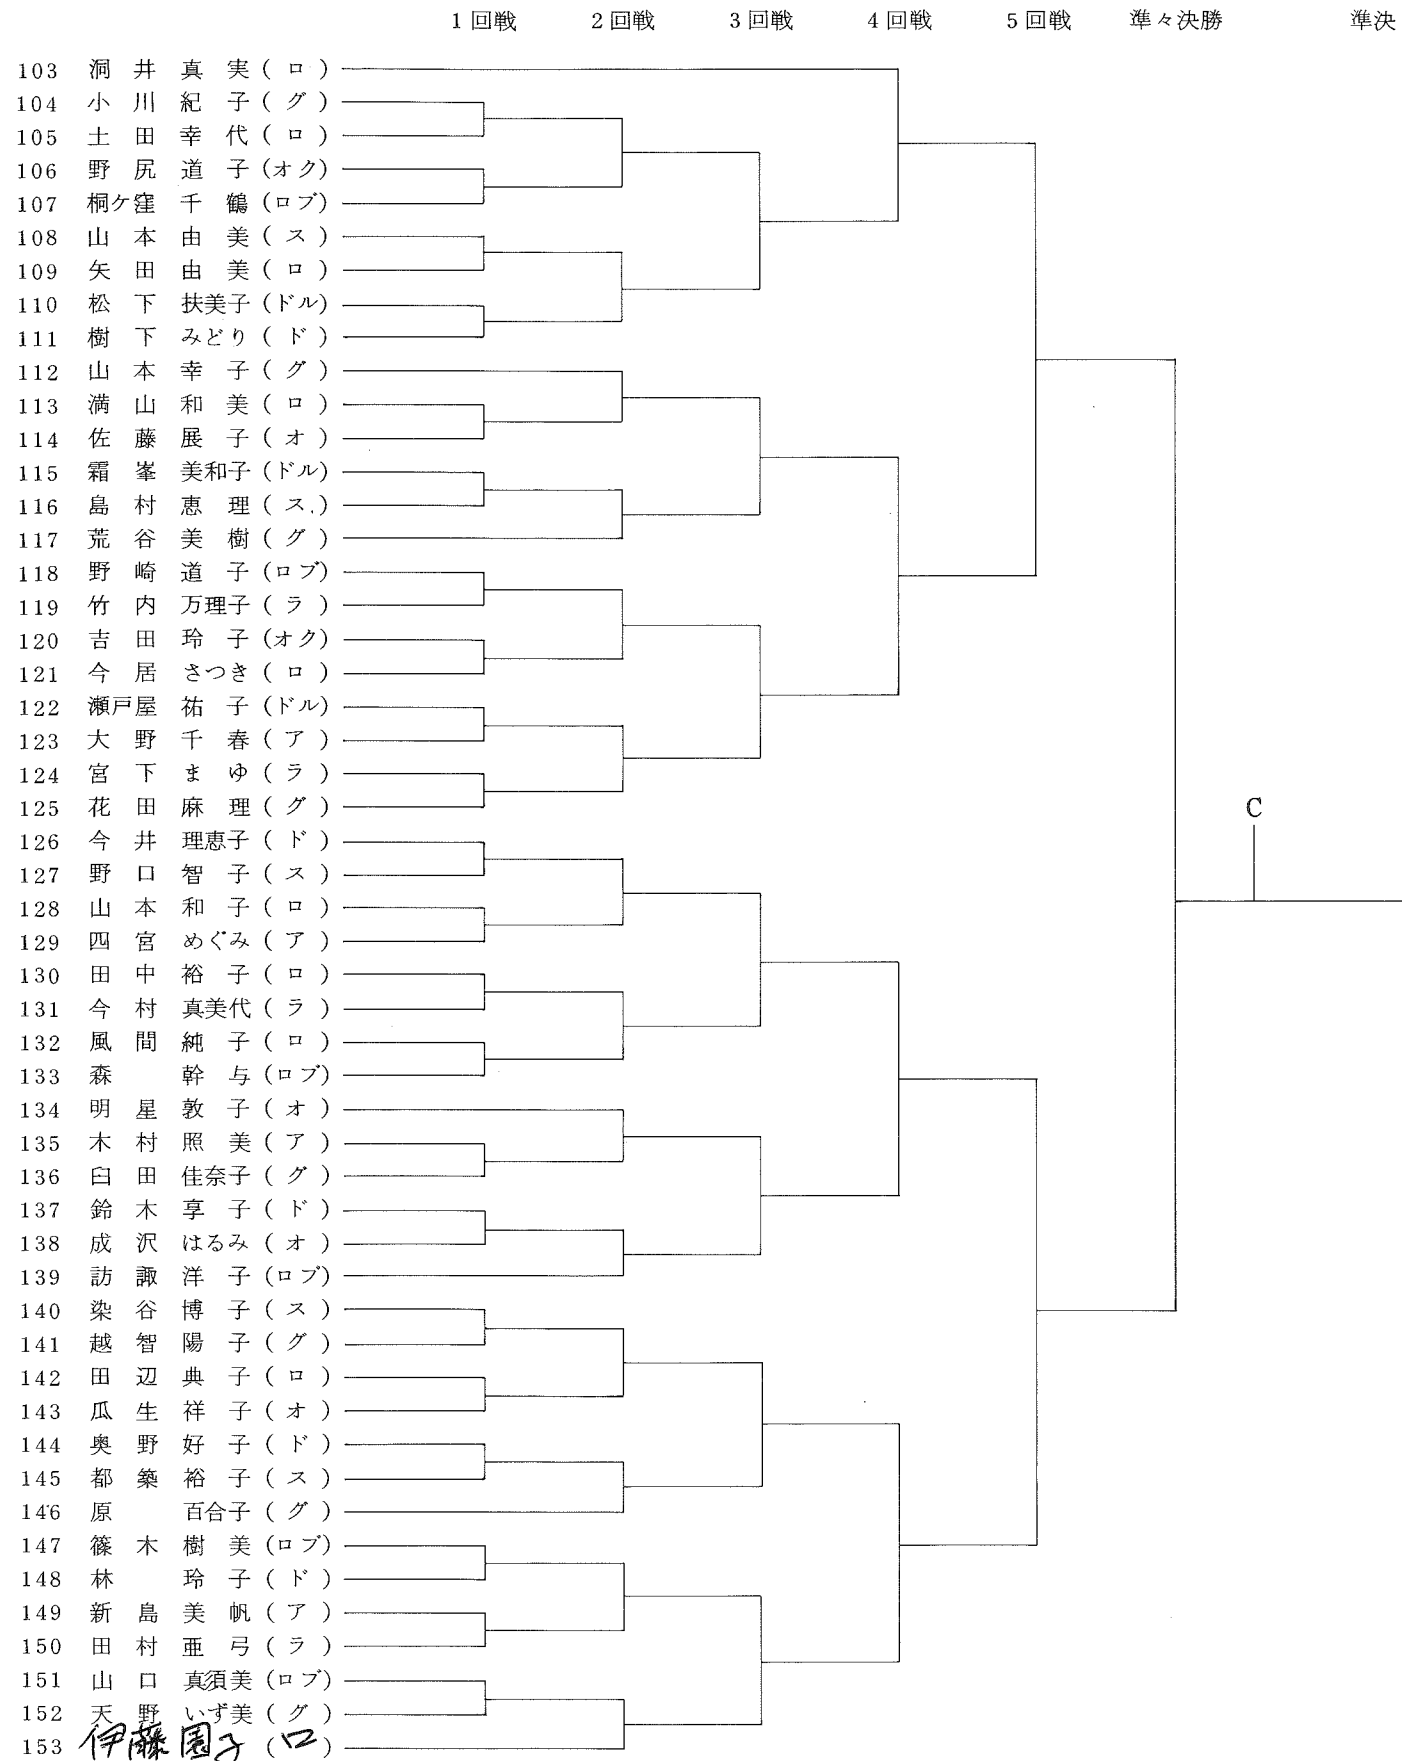 1回戦 2回戦 3回戦 4回戦 5回戦 準々決勝 準決
103 洞井真実(ロ)
104 小川紀子(グ)
105 土田幸代(ロ)
106 野尻道子(オク)
107 桐ケ窪千鶴(ロブ)
108 山本由美(ス)
109 矢田由美(ロ)
110 松下扶美子(ドル)
111 樹下みどり(ド)
112 山本幸子(グ)
113 満山和美(ロ)
114 佐藤展子(オ)
115 霜峯美和子(ドル)
116 島村恵理(ス)
117 荒谷美樹(グ)
118 野崎道子(ロブ)
119 竹内万理子(ラ)
120 吉田玲子(オク)
121 今居さつき(ロ)
122 瀬戸屋祐子(ドル)
123 大野千春(ア)
124 宮下まゆ(ラ)
125 花田麻理(グ)
126 今井理恵子(ド)
C
127 野口智子(ス)
128 山本和子(ロ)
129 四宮めぐみ(ア)
130 田中裕子(ロ)
131 今村真美代(ラ)
132 風間純子(ロ)
133 森幹与(ロブ)
134 明星敦子(オ)
135 木村照美(ア)
136 臼田佳奈子(グ)
137 鈴木享子(ド)
138 成沢はるみ(オ)
139 訪諏洋子(ロブ)
140 染谷博子(ス)
141 越智陽子(グ)
142 田辺典子(ロ)
143 瓜生祥子(オ)
144 奥野好子(ド)
145 都築裕子(ス)
146 原百合子(グ)
147 篠木樹美(ロブ)
148 林玲子(ド)
149 新島美帆(ア)
150 田村亜弓(ラ)
151 山口真須美(ロブ)
152 天野いず美(グ)
153 伊藤園子(ロ)